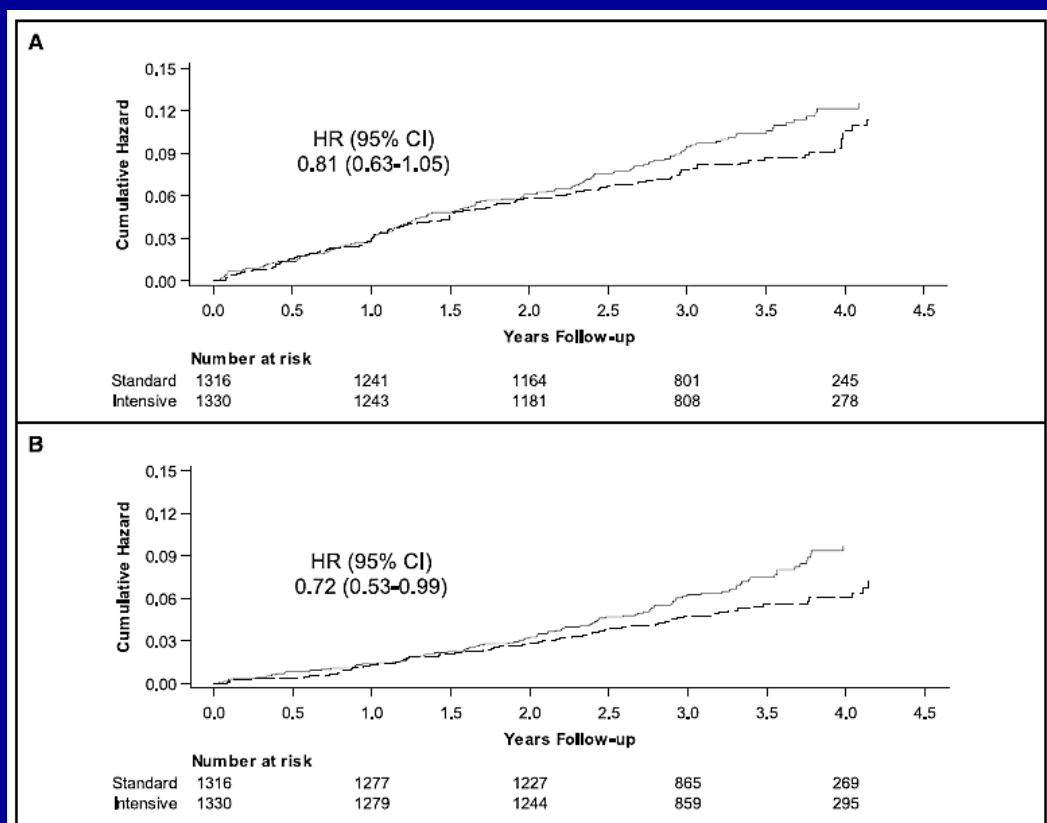 A
0.15
0.12
0.09
0.06
0.03
0.00
Cumulative Hazard
HR (95% CI)
0.81 (0.63-1.05)
0.0 0.5 1.0 1.5 2.0 2.5 3.0 3.5 4.0 4.5
Years Follow-up
Number at risk
Standard 1316 1241 1164 801 245
Intensive 1330 1243 1181 808 278
B
0.15
0.12
0.09
0.06
0.03
0.00
Cumulative Hazard
HR (95% CI)
0.72 (0.53-0.99)
0.0 0.5 1.0 1.5 2.0 2.5 3.0 3.5 4.0 4.5
Years Follow-up
Number at risk
Standard 1316 1277 1227 865 269
Intensive 1330 1279 1244 859 295